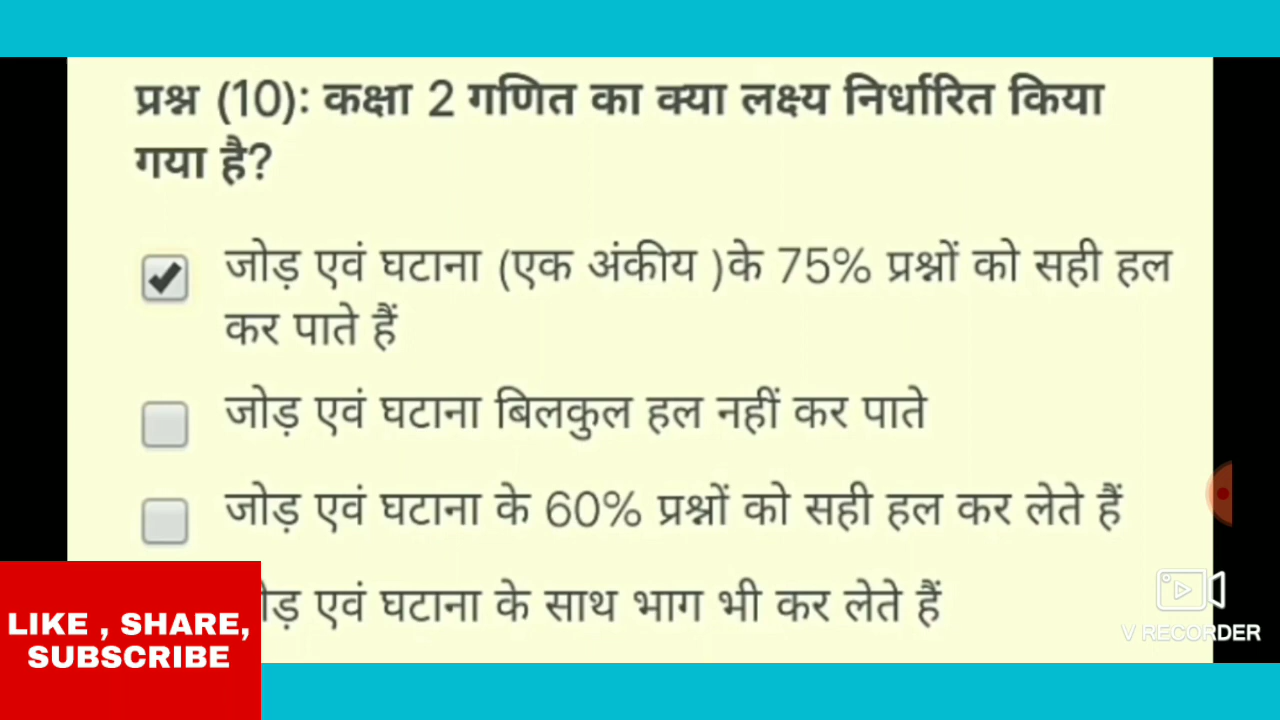 प्रश्न (10): कक्षा 2 गणित का क्या लक्ष्य निर्धारित किया
गया है?
जोड़ एवं घटाना (एक अंकीय )के 75% प्रश्नों को सही हल
कर पाते हैं
जोड़ एवं घटाना बिलकुल हल नहीं कर पाते
जोड़ एवं घटाना के 60% प्रश्नों को सही हल कर लेते हैं
एवं घटाना के साथ भाग भी कर लेते हैं
LIKE , SHARE,
SUBSCRIBE
V RECORDER